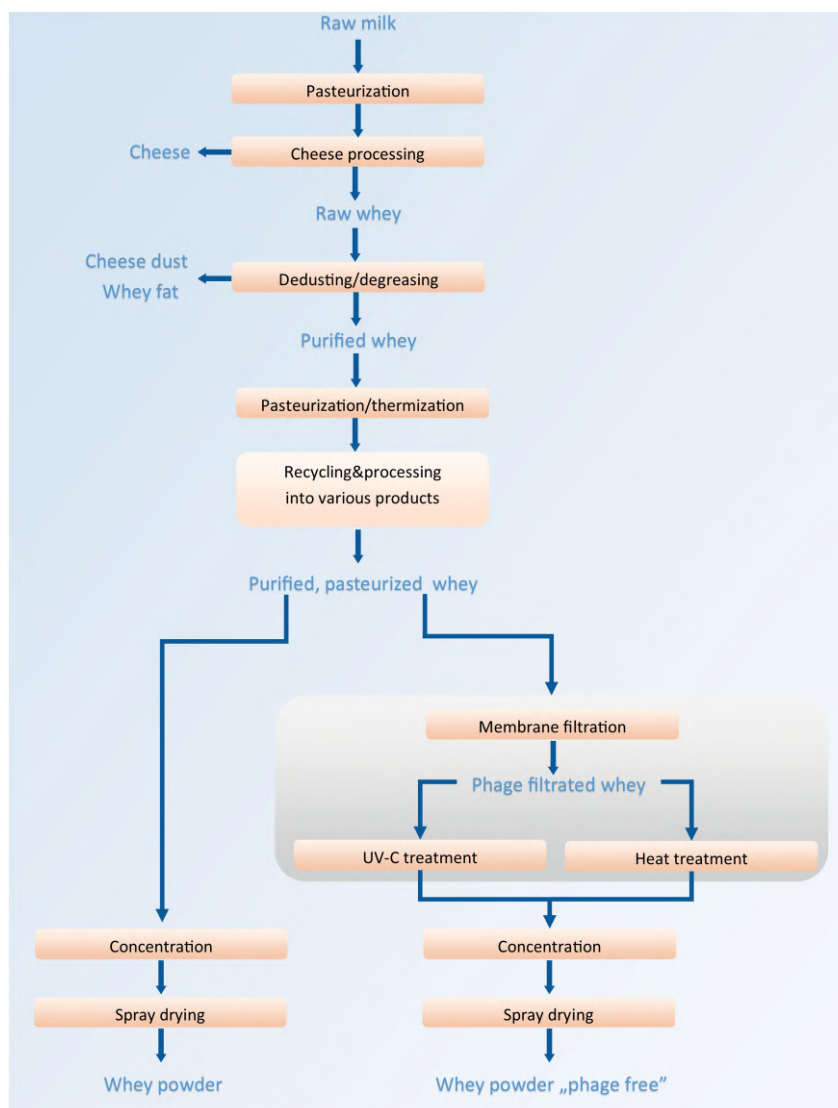 Raw milk
Pasteurization
Cheese
Cheese processing
Raw whey
Cheese dust
Whey fat
Dedusting/degreasing
Purified whey
Pasteurization/thermization
Recycling&processing
into various products
Purified, pasteurized whey
Membrane filtration
Phage filtrated whey
UV-C treatment
Heat treatment
Concentration
Concentration
Spray drying
Spray drying
Whey powder
Whey powder „phage free”